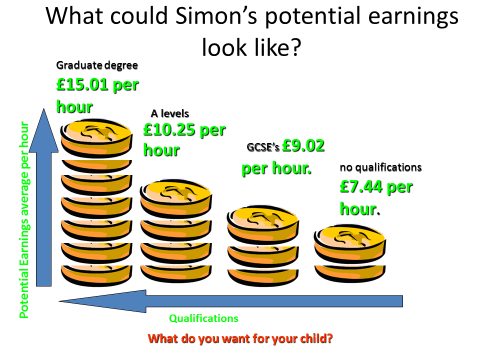 What could Simon's potential earnings
look like?
Graduate degree
£15.01 per
hour
A levels
£10.25 per
hour
GCSE's £9.02
per hour.
no qualifications
£7.44 per
hour.
Potential Earnings average per hour
Qualifications
What do you want for your child?